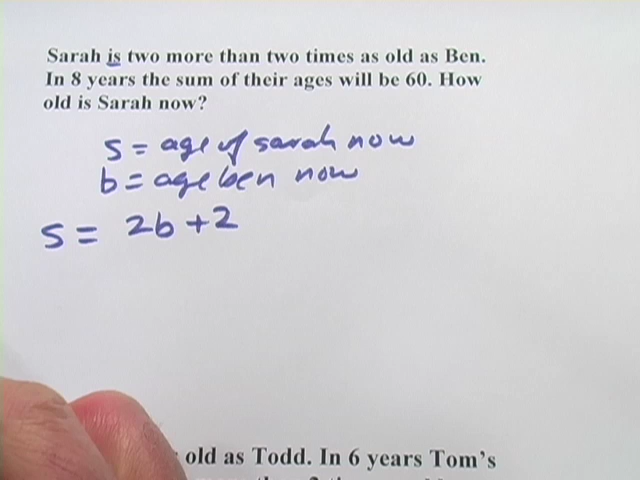 Sarah is two more than two times as old as Ben.
In 8 years the sum of their ages will be 60. How
old is Sarah now?
s = age of sarah now
b = age ben now
s = 2b + 2
old as Todd. In 6 years Tom's